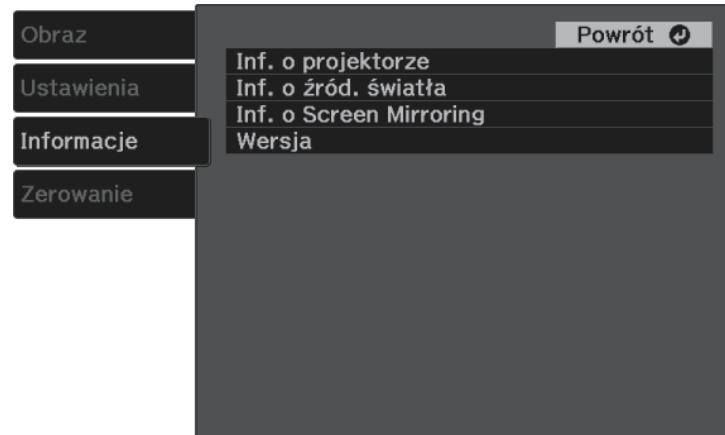 Obraz
Ustawienia
Informacje
Zerowanie
Powrót
Inf. o projektorze
Inf. o źród. światła
Inf. o Screen Mirroring
Wersja